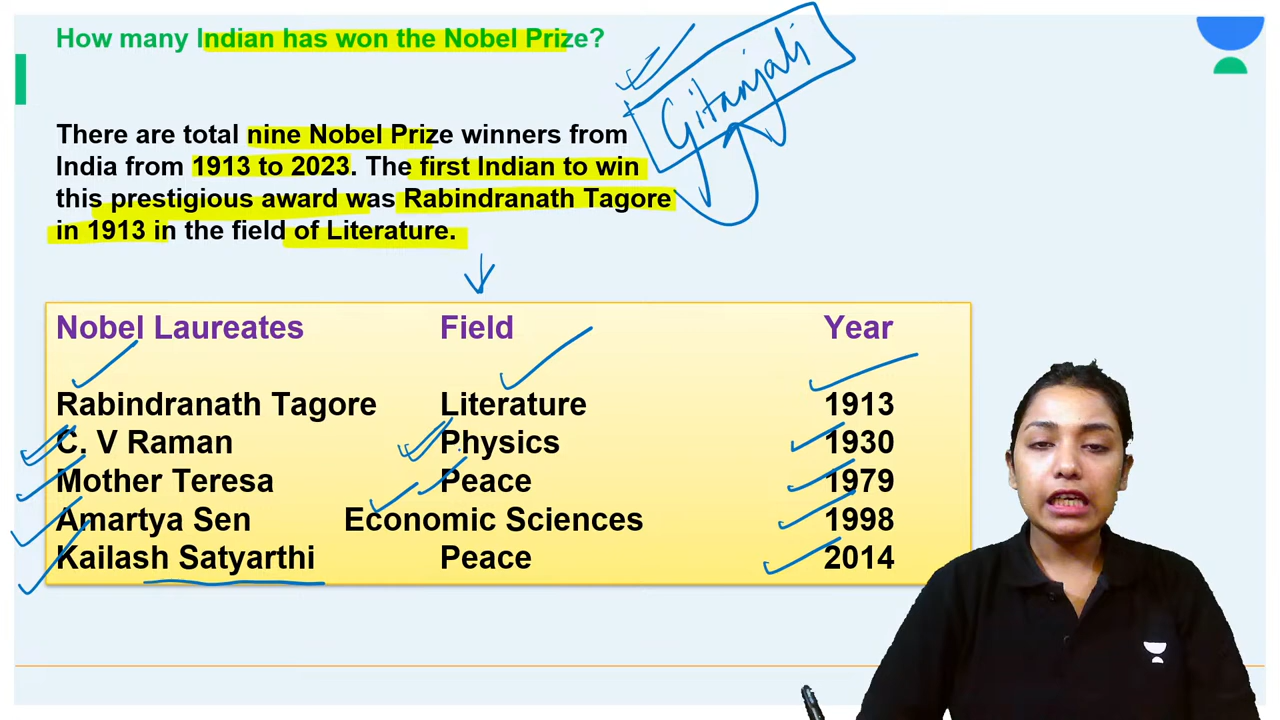 How many Indian has won the Nobel Prize?
Gitanjali
There are total nine Nobel Prize winners from
India from 1913 to 2023. The first Indian to win
this prestigious award was Rabindranath Tagore
in 1913 in the field of Literature.
Nobel Laureates Field Year
Rabindranath Tagore Literature 1913
C. V Raman Physics 1930
Mother Teresa Peace 1979
Amartya Sen Economic Sciences 1998
Kailash Satyarthi Peace 2014